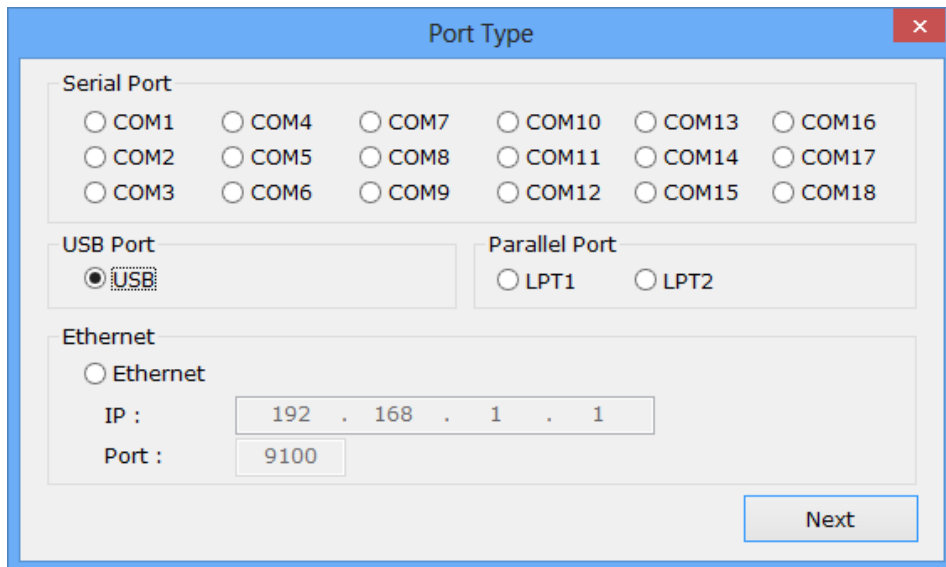 Port Type
Serial Port
COM1 COM4 COM7 COM10 COM13 COM16
COM2 COM5 COM8 COM11 COM14 COM17
COM3 COM6 COM9 COM12 COM15 COM18
USB Port Parallel Port
USB LPT1 LPT2
Ethernet
Ethernet
IP : 192 . 168 . 1 . 1
Port : 9100
Next